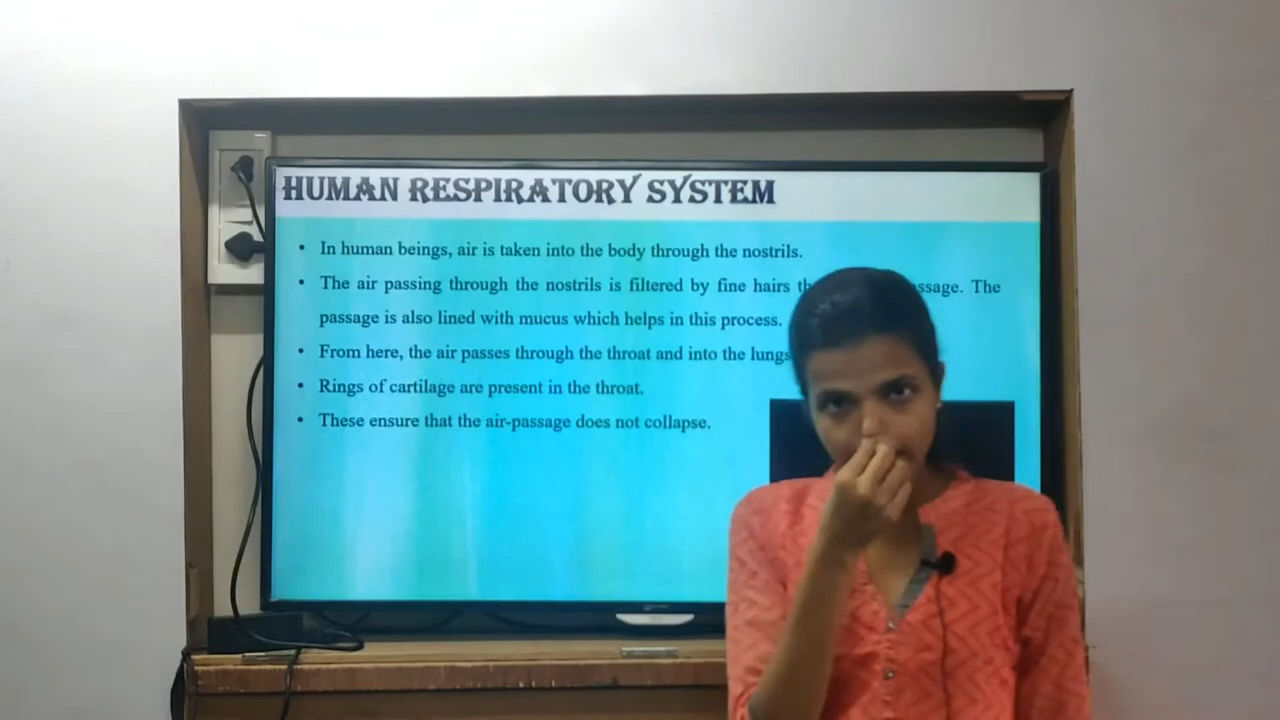 HUMAN RESPIRATORY SYSTEM
• In human beings, air is taken into the body through the nostrils.
• The air passing through the nostrils is filtered by fine hairs The
passage is also lined with mucus which helps in this process.
• From here, the air passes through the throat and into the lungs
• Rings of cartilage are present in the throat.
• These ensure that the air-passage does not collapse.